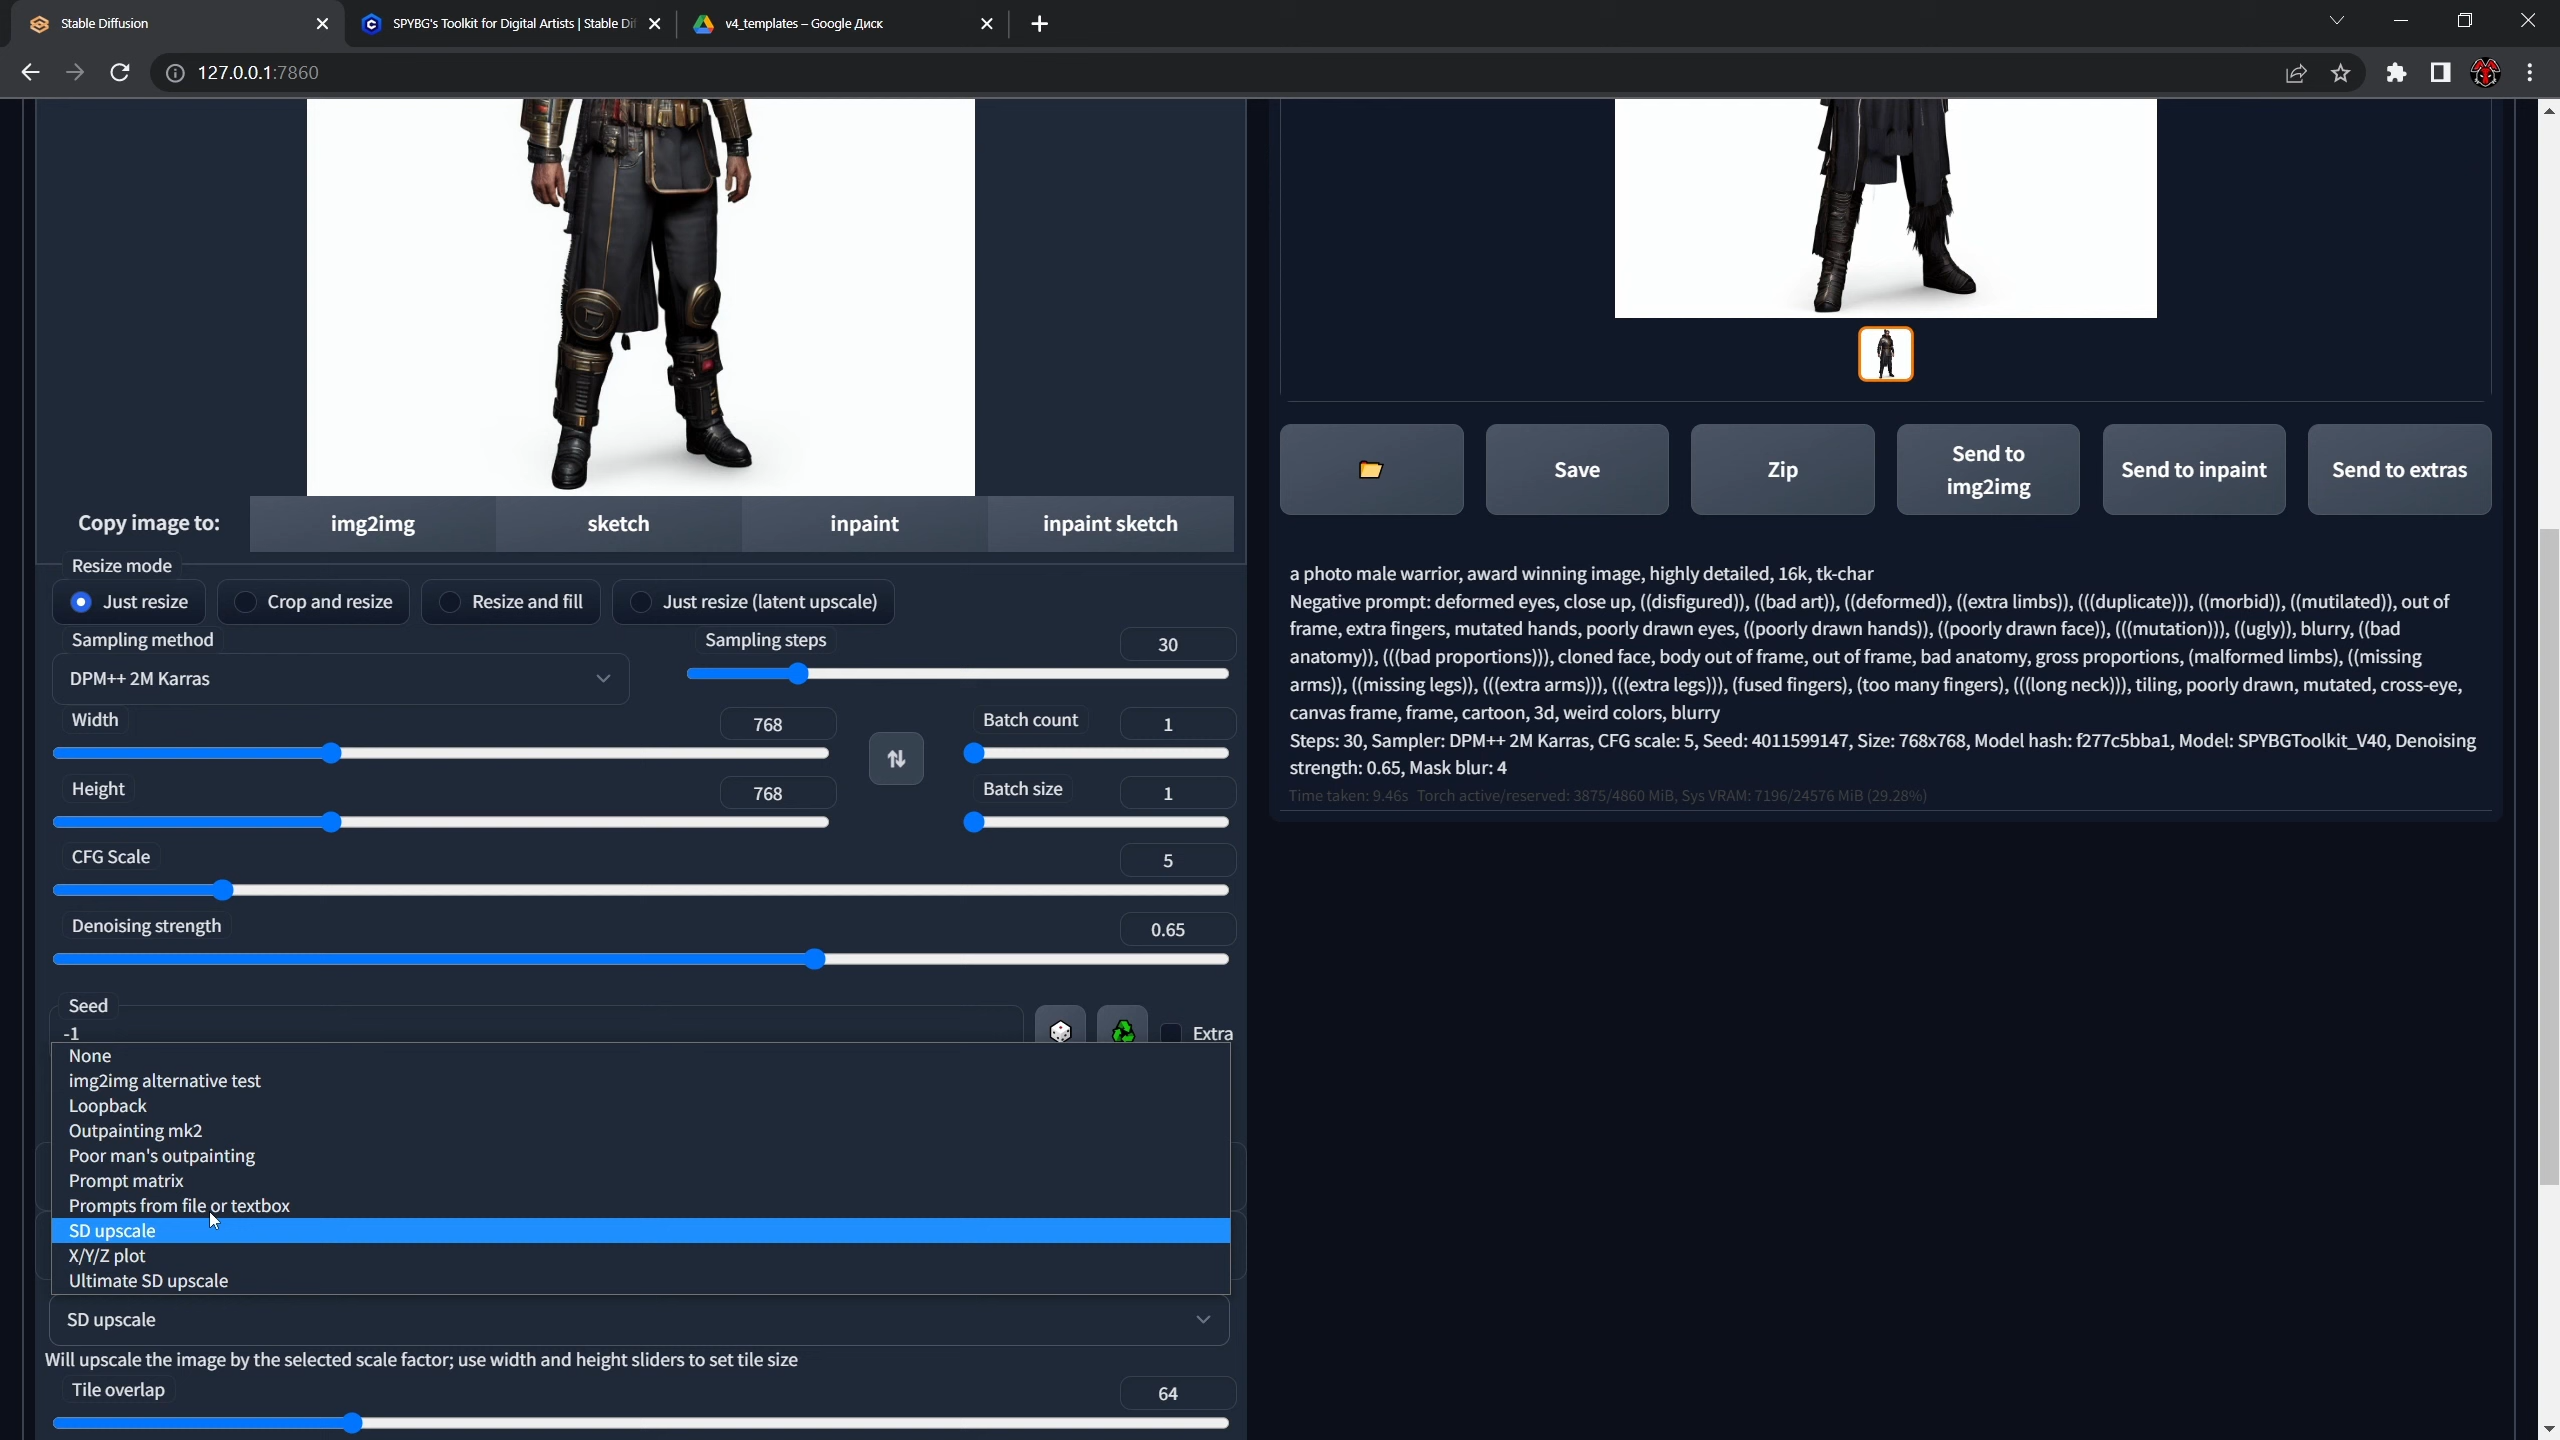 Stable Diffusion
SPYBG's Toolkit for Digital Artists | Stable Dif
v4_templates – Google Диск
127.0.0.1:7860
Copy image to:
img2img
sketch
inpaint
inpaint sketch
Resize mode
Just resize
Crop and resize
Resize and fill
Just resize (latent upscale)
Sampling method
DPM++ 2M Karras
Sampling steps
30
Width
768
Batch count
1
Height
768
Batch size
1
CFG Scale
5
Denoising strength
0.65
Seed
-1
Extra
None
img2img alternative test
Loopback
Outpainting mk2
Poor man's outpainting
Prompt matrix
Prompts from file or textbox
SD upscale
X/Y/Z plot
Ultimate SD upscale
SD upscale
Will upscale the image by the selected scale factor; use width and height sliders to set tile size
Tile overlap
64
Save
Zip
Send to
img2img
Send to inpaint
Send to extras
a photo male warrior, award winning image, highly detailed, 16k, tk-char
Negative prompt: deformed eyes, close up, ((disfigured)), ((bad art)), ((deformed)), ((extra limbs)), (((duplicate))), ((morbid)), ((mutilated)), out of
frame, extra fingers, mutated hands, poorly drawn eyes, ((poorly drawn hands)), ((poorly drawn face)), (((mutation))), ((ugly)), blurry, ((bad
anatomy)), (((bad proportions))), cloned face, body out of frame, out of frame, bad anatomy, gross proportions, (malformed limbs), ((missing
arms)), ((missing legs)), (((extra arms))), (((extra legs))), (fused fingers), (too many fingers), (((long neck))), tiling, poorly drawn, mutated, cross-eye,
canvas frame, frame, cartoon, 3d, weird colors, blurry
Steps: 30, Sampler: DPM++ 2M Karras, CFG scale: 5, Seed: 4011599147, Size: 768x768, Model hash: f277c5bba1, Model: SPYBGToolkit_V40, Denoising
strength: 0.65, Mask blur: 4
Time taken: 9.46s Torch active/reserved: 3875/4860 MiB, Sys VRAM: 7196/24576 MiB (29.28%)